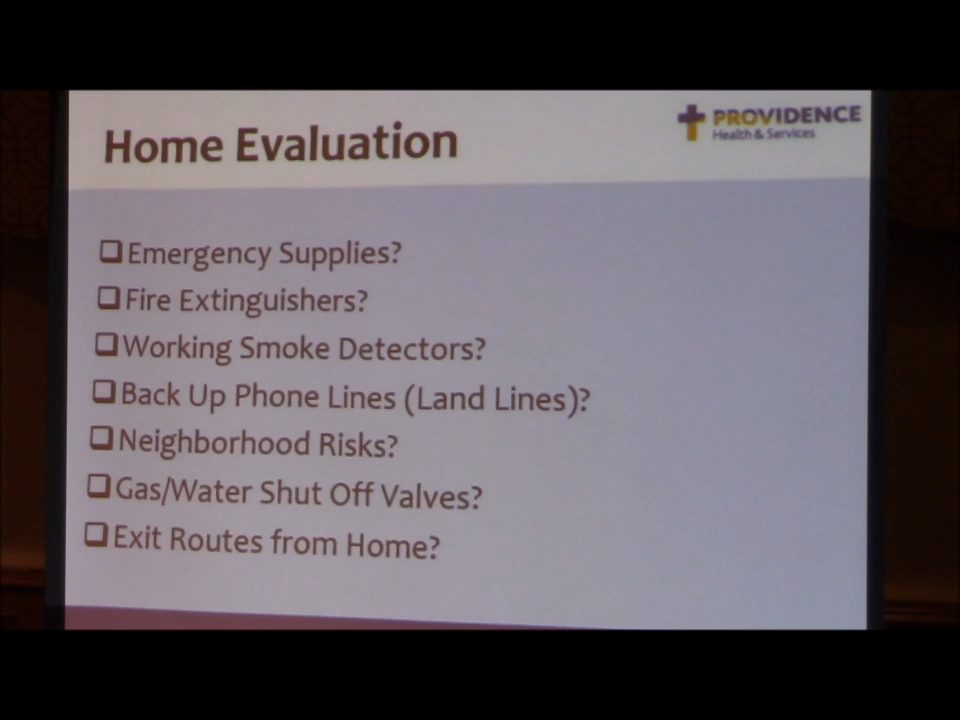 PROVIDENCE
Health & Services
Home Evaluation
Emergency Supplies?
Fire Extinguishers?
Working Smoke Detectors?
Back Up Phone Lines (Land Lines)?
Neighborhood Risks?
Gas/Water Shut Off Valves?
Exit Routes from Home?